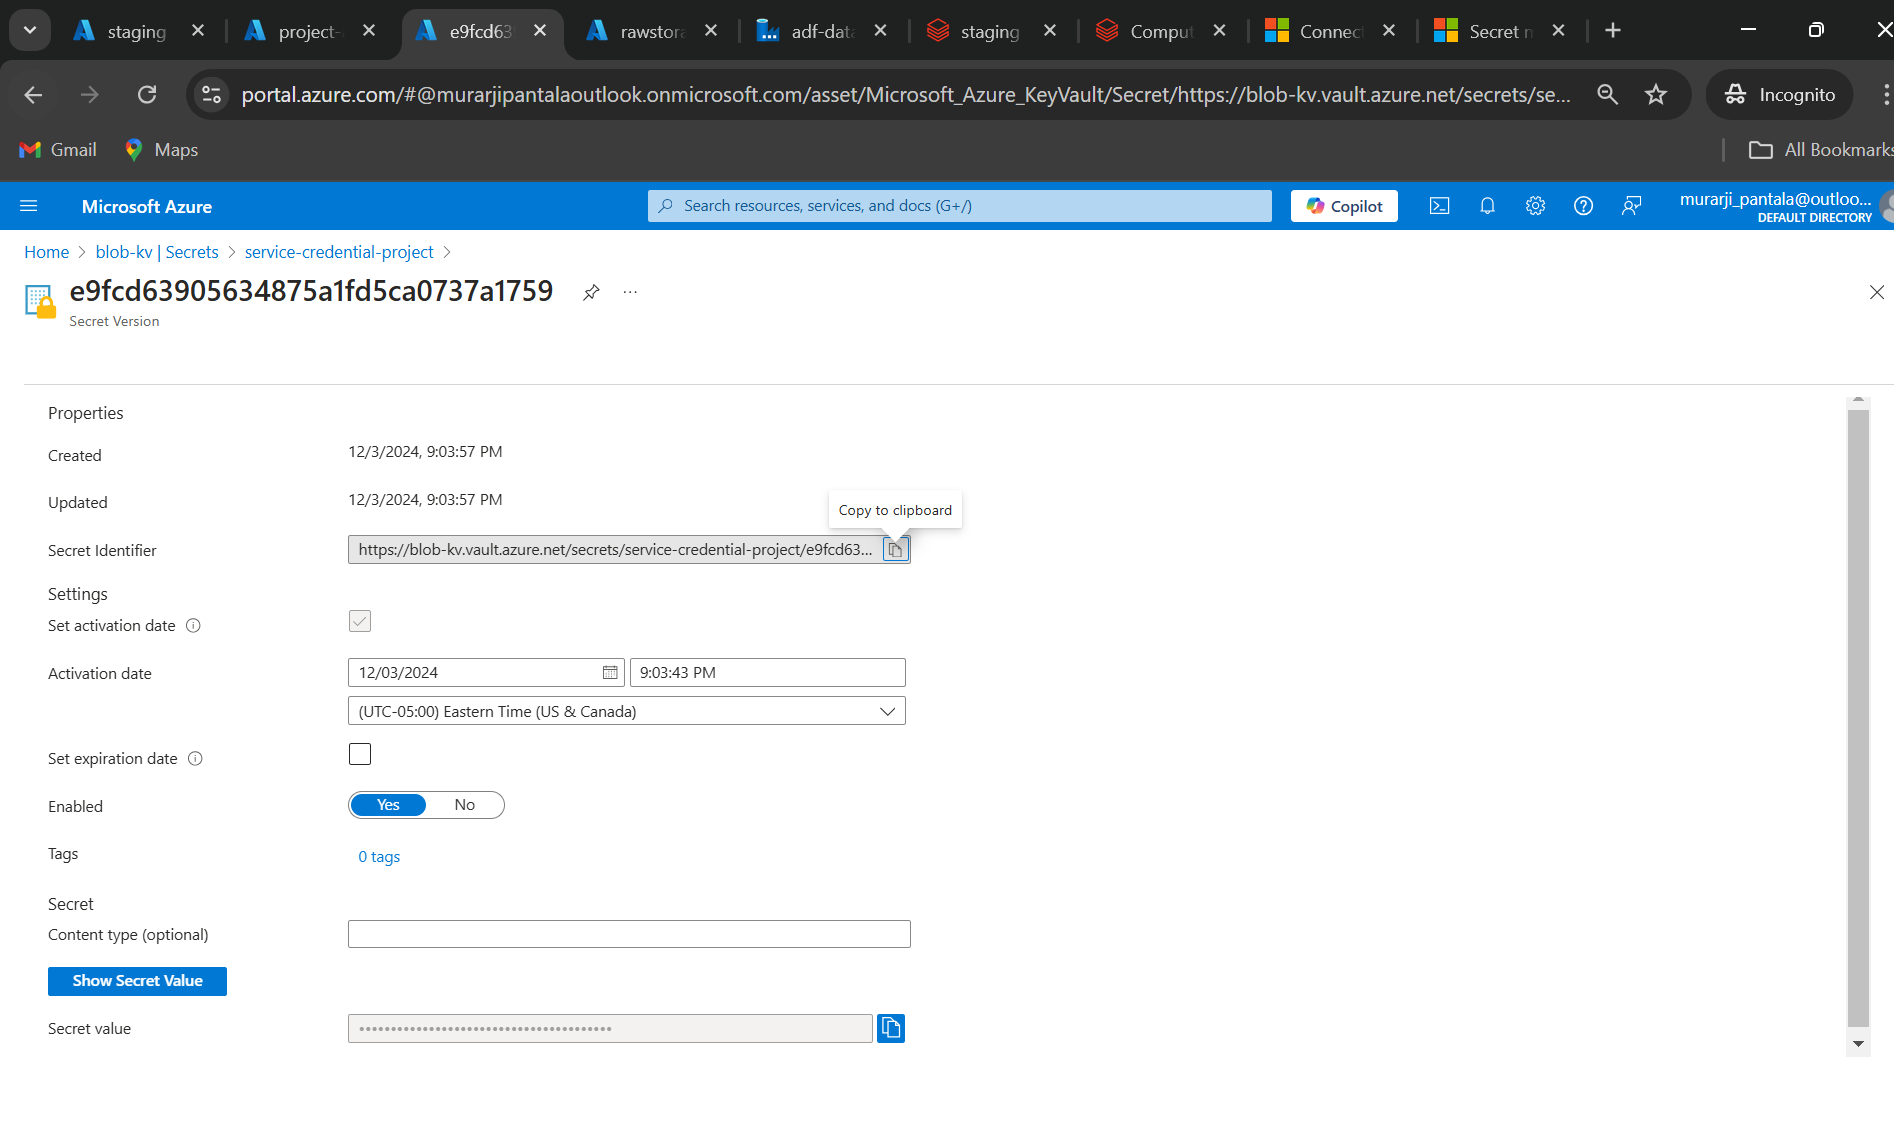 staging
project-
e9fcd63
rawstora
adf-data
staging
Comput
Connect
Secret m
portal.azure.com/#@murarjipantalaoutlook.onmicrosoft.com/asset/Microsoft_Azure_KeyVault/Secret/https://blob-kv.vault.azure.net/secrets/se...
Incognito
Gmail
Maps
All Bookmarks
Microsoft Azure
Search resources, services, and docs (G+/)
Copilot
murarji_pantala@outloo...
DEFAULT DIRECTORY
Home > blob-kv | Secrets > service-credential-project >
e9fcd63905634875a1fd5ca0737a1759
Secret Version
Properties
Created 12/3/2024, 9:03:57 PM
Updated 12/3/2024, 9:03:57 PM
Copy to clipboard
Secret Identifier https://blob-kv.vault.azure.net/secrets/service-credential-project/e9fcd63...
Settings
Set activation date
Activation date 12/03/2024 9:03:43 PM
(UTC-05:00) Eastern Time (US & Canada)
Set expiration date
Enabled Yes No
Tags 0 tags
Secret
Content type (optional)
Show Secret Value
Secret value ••••••••••••••••••••••••••••••••••••••••